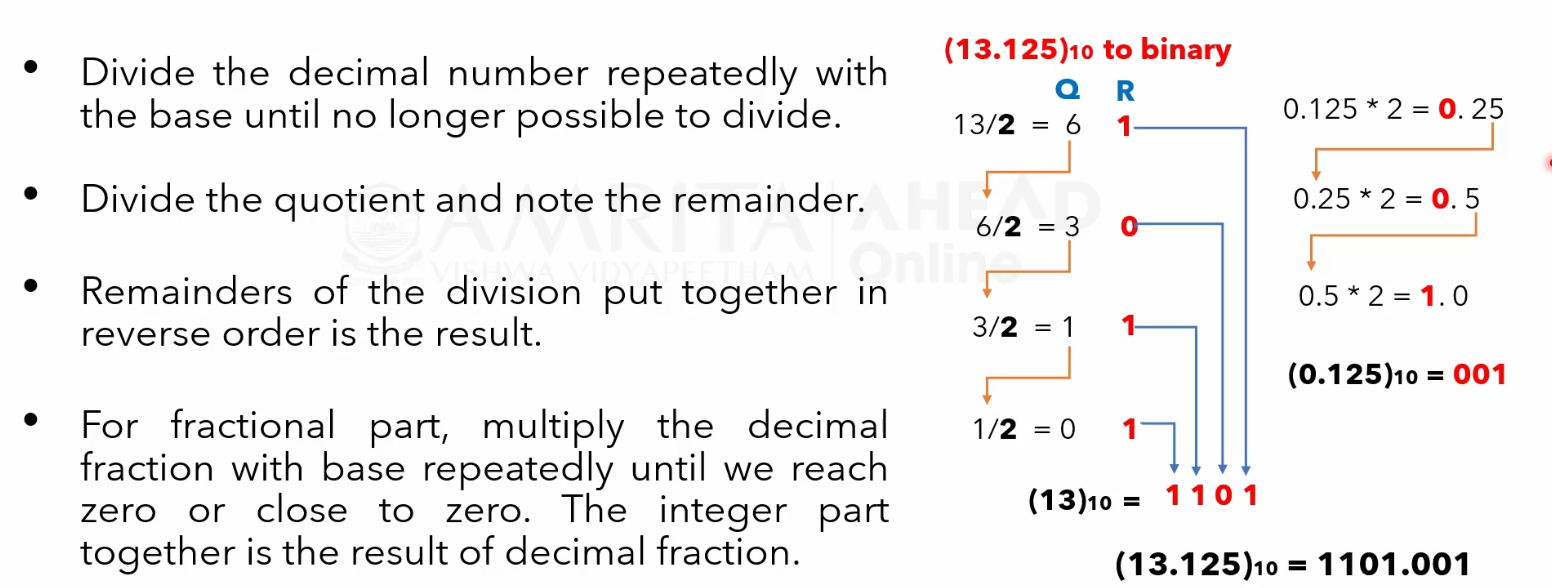 • Divide the decimal number repeatedly with
the base until no longer possible to divide.
• Divide the quotient and note the remainder.
• Remainders of the division put together in
reverse order is the result.
• For fractional part, multiply the decimal
fraction with base repeatedly until we reach
zero or close to zero. The integer part
together is the result of decimal fraction.
AMRITA AHEAD
VISHWA VIDYAPEETHAM Online
(13.125)10 to binary
Q R
13/2 = 6 1
6/2 = 3 0
3/2 = 1 1
1/2 = 0 1
(13)10 = 1 1 0 1
0.125 * 2 = 0. 25
0.25 * 2 = 0. 5
0.5 * 2 = 1. 0
(0.125)10 = 001
(13.125)10 = 1101.001